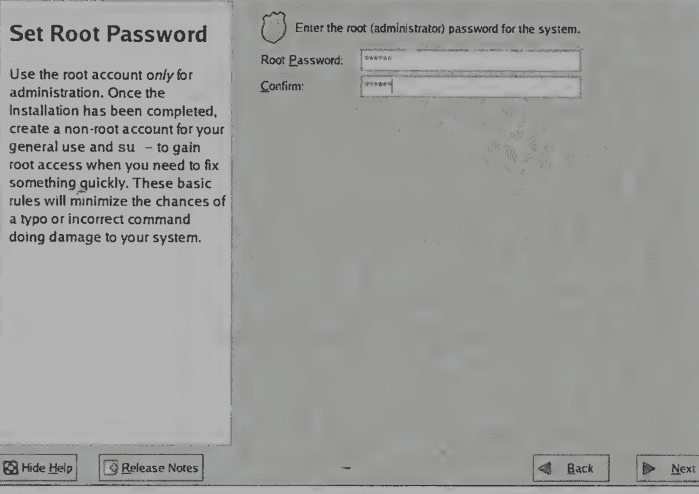 Set Root Password
Use the root account only for
administration. Once the
installation has been completed,
create a non-root account for your
general use and su - to gain
root access when you need to fix
something quickly. These basic
rules will minimize the chances of
a typo or incorrect command
doing damage to your system.
Enter the root (administrator) password for the system.
Root Password: ******
Confirm: ******
Hide Help
Release Notes
Back
Next